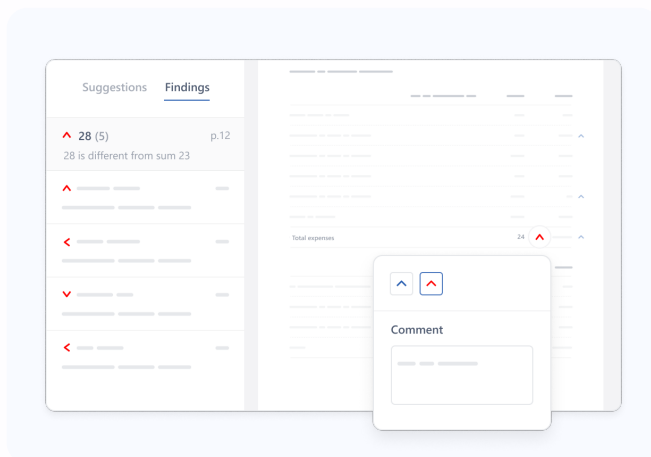 Suggestions Findings
28 (5) p.12
28 is different from sum 23
Total expenses 24
Comment